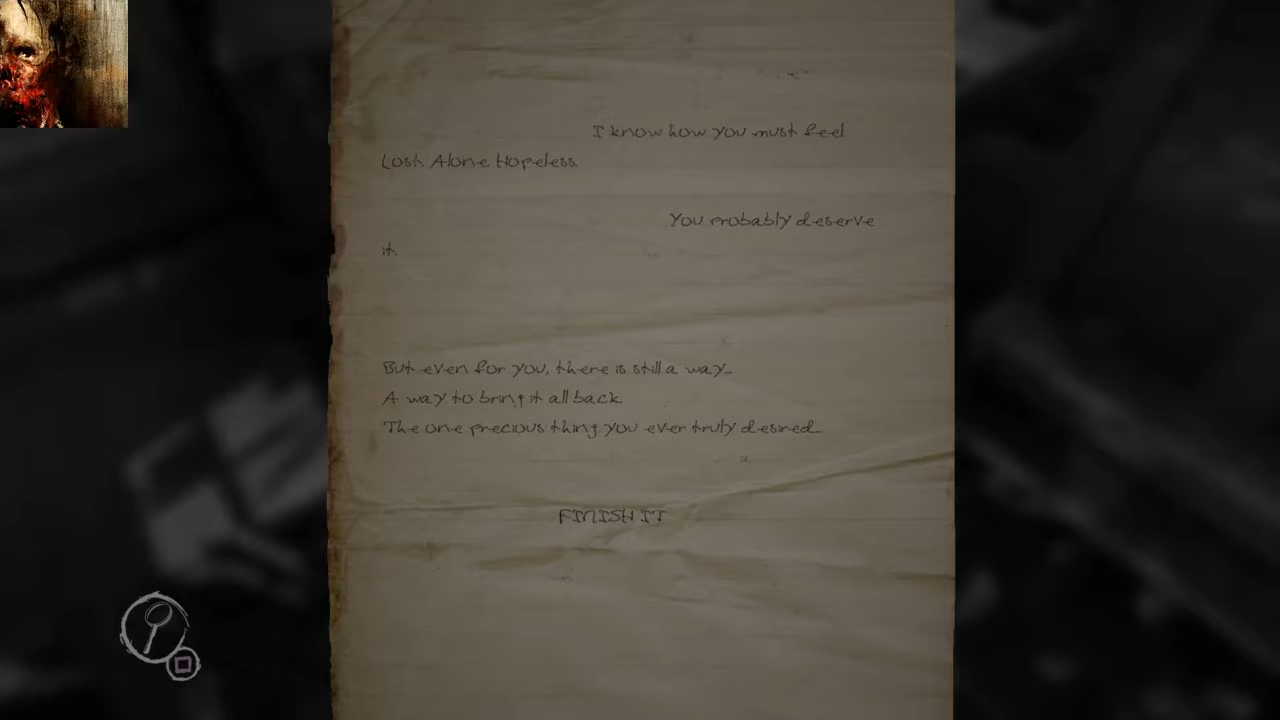 I know how you must feel
Lost. Alone. Hopeless.
You probably deserve
it.
But even for you, there is still a way...
A way to bring it all back.
The one precious thing you ever truly desired...
FINISH IT